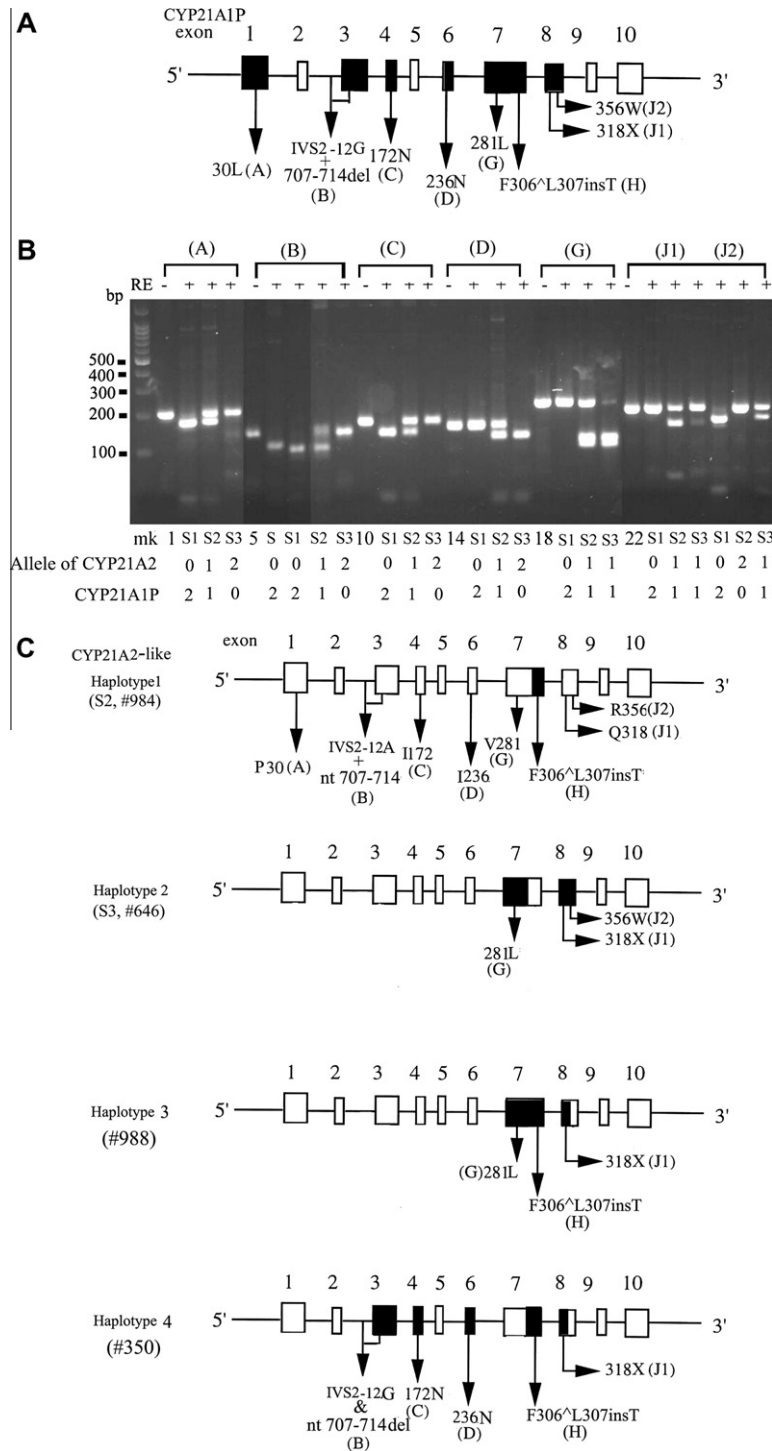 A
CYP21A1P
exon 1 2 3 4 5 6 7 8 9 10
5' 3'
356W(J2)
318X (J1)
281L
(G)
IVS2-12G
+
707-714del
(B)
172N
(C)
30L (A)
236N
(D)
F306^L307insT (H)
B
(A) (B) (C) (D) (G) (J1) (J2)
RE - + + + - + + + + - + + + - + + + - + + + - + + + + + +
bp
500
400
300
200
100
mk 1 S1 S2 S3 5 S S1 S2 S3 10 S1 S2 S3 14 S1 S2 S3 18 S1 S2 S3 22 S1 S2 S3 S1 S2 S3
Allele of CYP21A2 0 1 2 0 0 1 2 0 1 2 0 1 2 0 1 1 0 1 1 0 2 1
CYP21A1P 2 1 0 2 2 1 0 2 1 0 2 1 0 2 1 1 2 1 1 2 0 1
C
CYP21A2-like
exon 1 2 3 4 5 6 7 8 9 10
Haplotype1
(S2, #984)
5' 3'
R356(J2)
Q318 (J1)
P30 (A)
IVS2-12A
+
nt 707-714
(B)
I172
(C)
I236
(D)
V281
(G)
F306^L307insT
(H)
1 2 3 4 5 6 7 8 9 10
Haplotype 2
(S3, #646)
5' 3'
356W(J2)
318X (J1)
281L
(G)
1 2 3 4 5 6 7 8 9 10
Haplotype 3
(#988)
5' 3'
318X (J1)
(G)281L
F306^L307insT
(H)
1 2 3 4 5 6 7 8 9 10
Haplotype 4
(#350)
5' 3'
318X (J1)
IVS2-12G
&
nt 707-714del
(B)
172N
(C)
236N
(D)
F306^L307insT
(H)